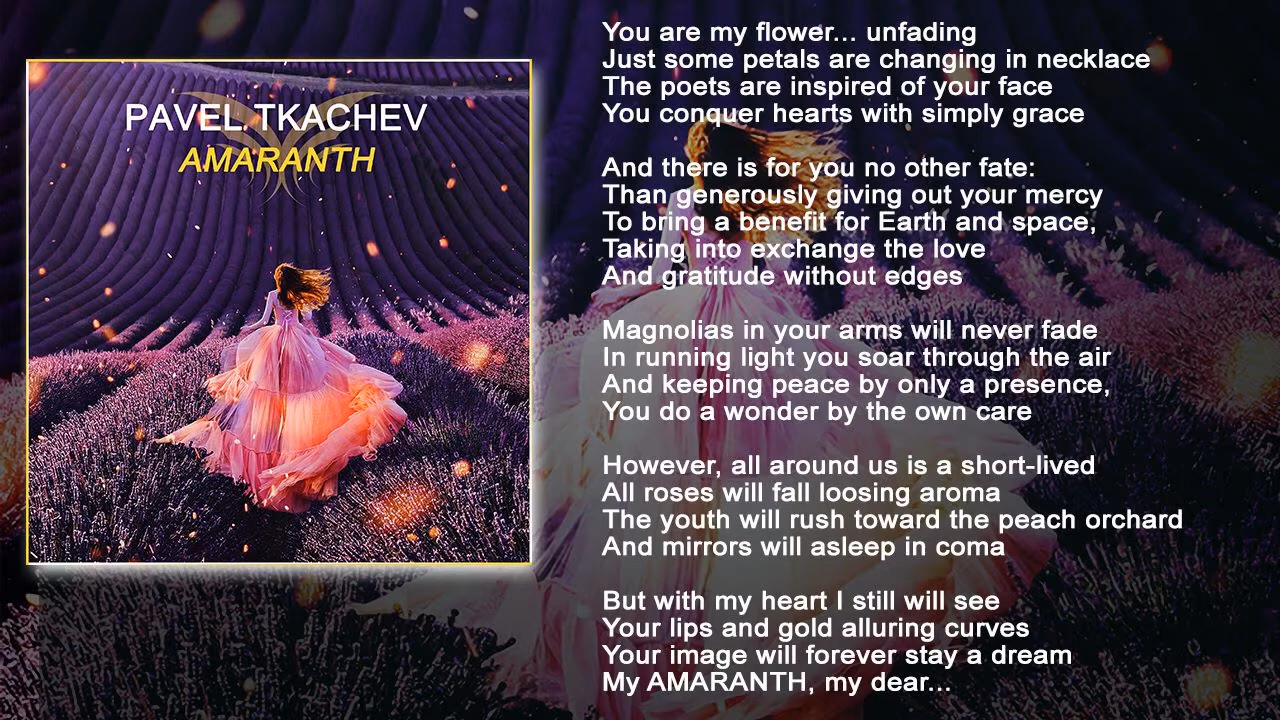 PAVEL TKACHEV
AMARANTH
You are my flower... unfading
Just some petals are changing in necklace
The poets are inspired of your face
You conquer hearts with simply grace
And there is for you no other fate:
Than generously giving out your mercy
To bring a benefit for Earth and space,
Taking into exchange the love
And gratitude without edges
Magnolias in your arms will never fade
In running light you soar through the air
And keeping peace by only a presence,
You do a wonder by the own care
However, all around us is a short-lived
All roses will fall loosing aroma
The youth will rush toward the peach orchard
And mirrors will asleep in coma
But with my heart I still will see
Your lips and gold alluring curves
Your image will forever stay a dream
My AMARANTH, my dear...